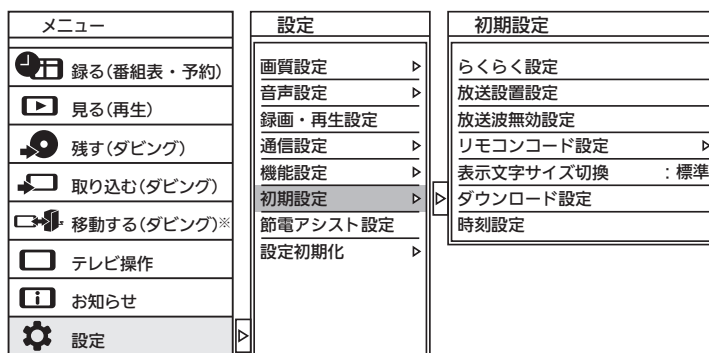 メニュー
録る(番組表・予約)
見る(再生)
残す(ダビング)
取り込む(ダビング)
移動する(ダビング)※
テレビ操作
お知らせ
設定
設定
画質設定
音声設定
録画・再生設定
通信設定
機能設定
初期設定
節電アシスト設定
設定初期化
初期設定
らくらく設定
放送設置設定
放送波無効設定
リモコンコード設定
表示文字サイズ切換 :標準
ダウンロード設定
時刻設定